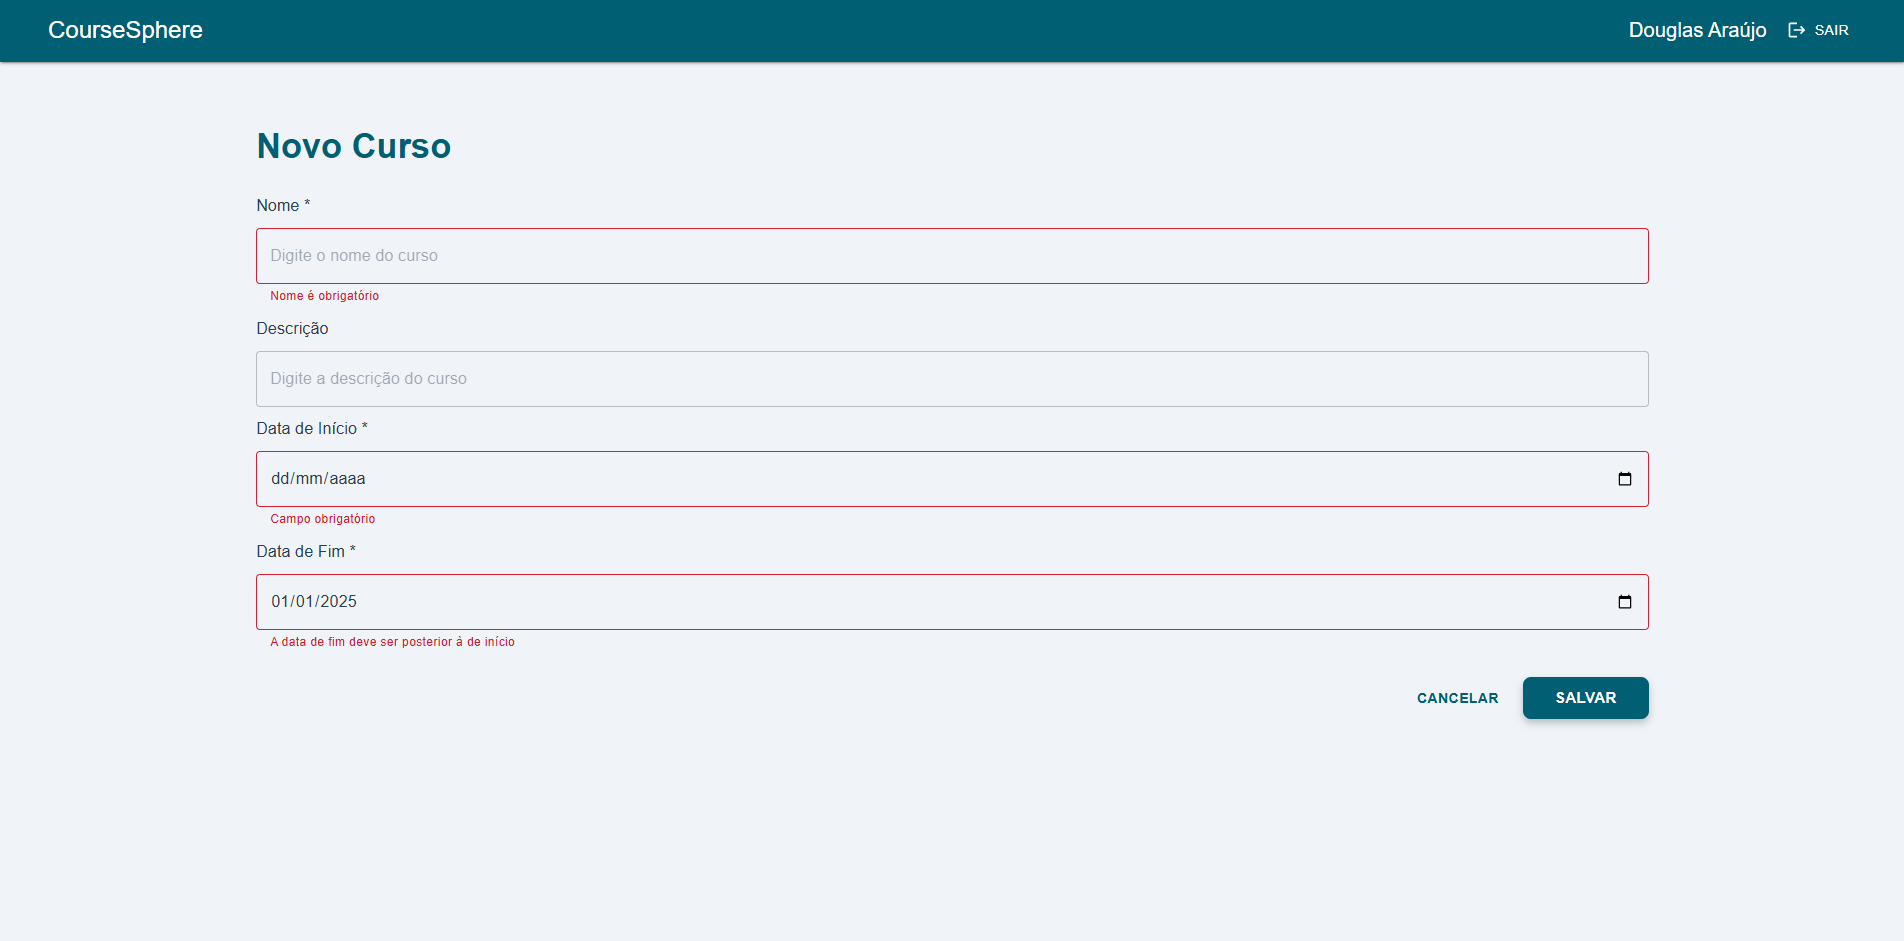 CourseSphere
Douglas Araújo
SAIR
Novo Curso
Nome *
Digite o nome do curso
Nome é obrigatório
Descrição
Digite a descrição do curso
Data de Início *
dd/mm/aaaa
Campo obrigatório
Data de Fim *
01/01/2025
A data de fim deve ser posterior á de início
CANCELAR
SALVAR